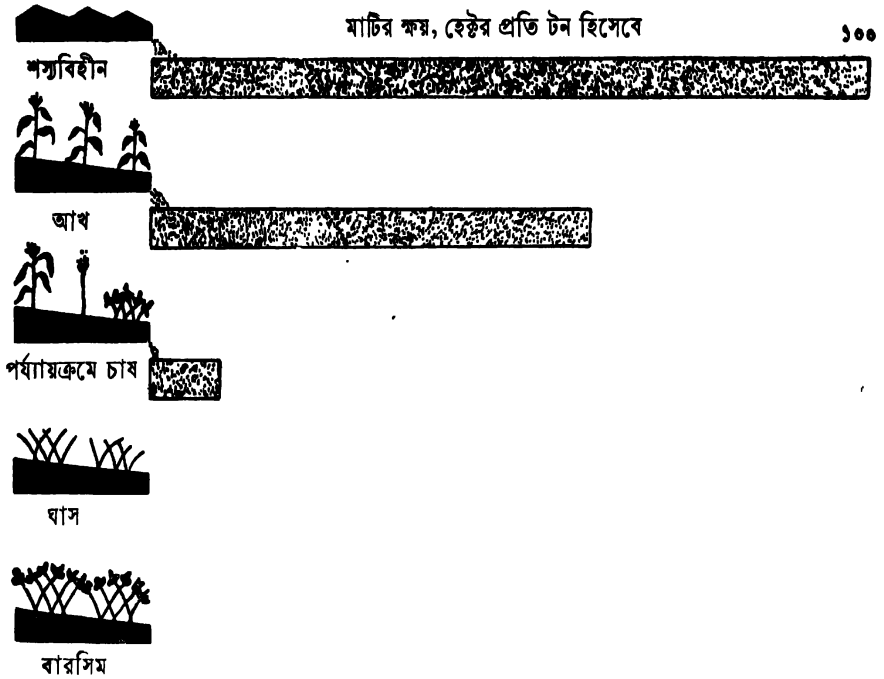 মাটির ক্ষয়, হেক্টর প্রতি টন হিসেবে ১০০
শস্যবিহীন
আখ
পর্য্যায়ক্রমে চাষ
ঘাস
বারসিম